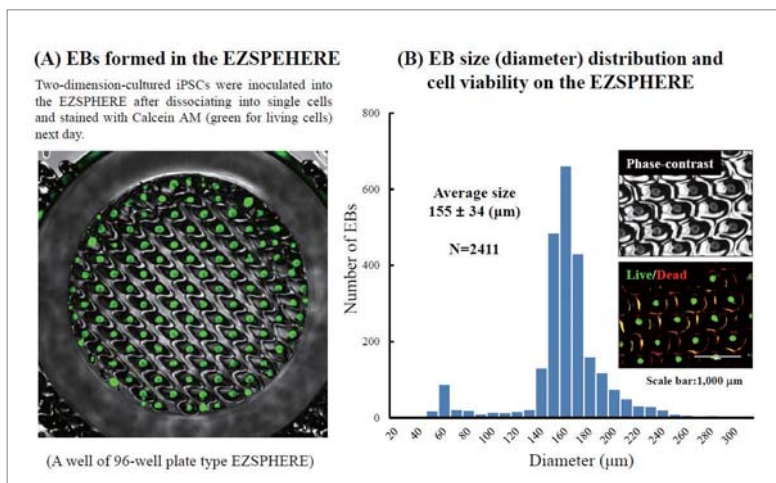 (A) EBs formed in the EZSPEHERE
Two-dimension-cultured iPSCs were inoculated into
the EZSPHERE after dissociating into single cells
and stained with Calcein AM (green for living cells)
next day.
(A well of 96-well plate type EZSPHERE)
(B) EB size (diameter) distribution and
cell viability on the EZSPHERE
800
600
400
200
0
Number of EBs
Average size
155 ± 34 (μm)
N=2411
Phase-contrast
Live/Dead
Scale bar:1,000 μm
20
40
60
80
100
120
140
160
180
200
220
240
260
280
300
Diameter (μm)